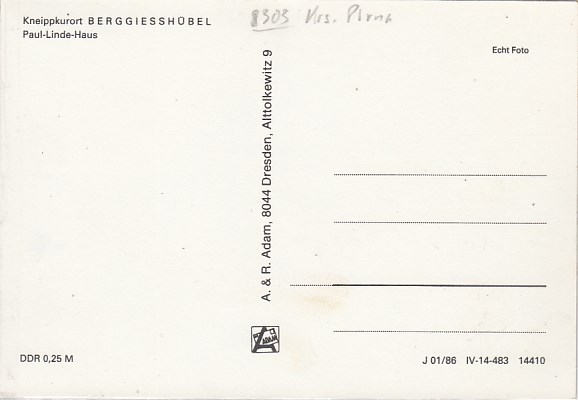 Kneippkurort BERGGIESSHÜBEL
Paul-Linde-Haus
8303 Krs. Pirna
Echt Foto
A. & R. Adam, 8044 Dresden, Alttolkewitz 9
ADAM
DDR 0,25 M
J 01/86 IV-14-483 14410